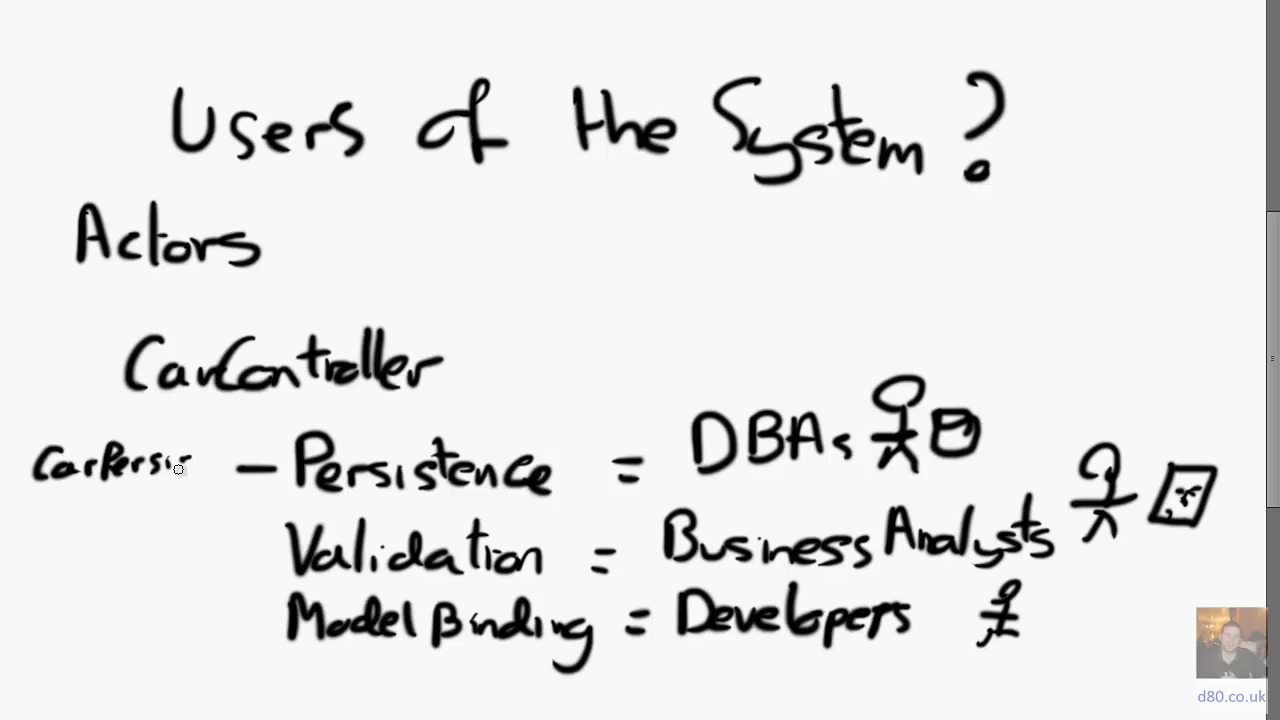 Users of the System?
Actors
CarController
CarPersis - Persistence = DBAs
Validation = Business Analysts
Model Binding = Developers
d80.co.uk